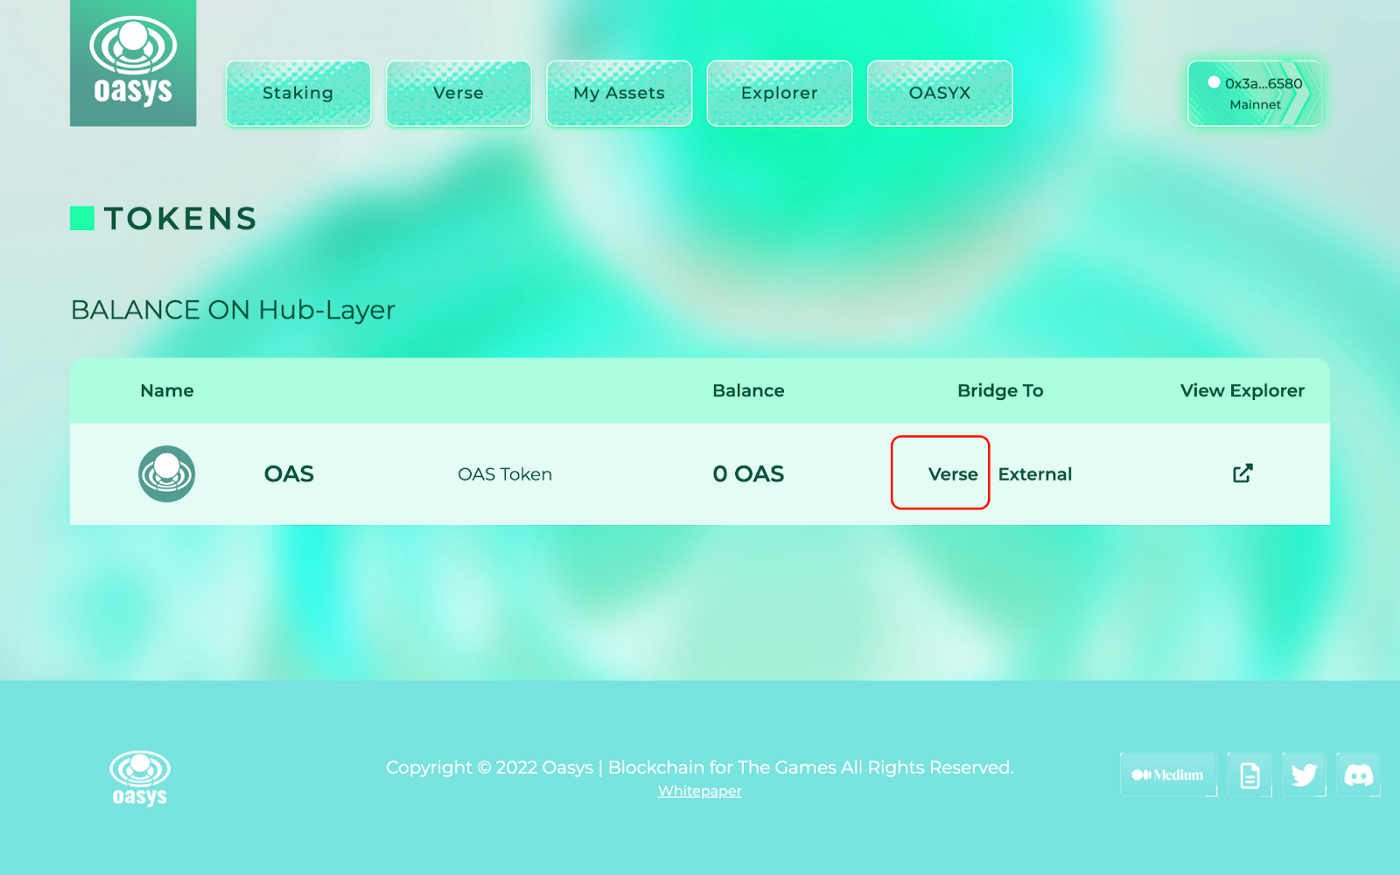 oasys
Staking
Verse
My Assets
Explorer
OASYX
0x3a...6580
Mainnet
TOKENS
BALANCE ON Hub-Layer
Name Balance Bridge To View Explorer
OAS OAS Token 0 OAS Verse External
oasys
Copyright © 2022 Oasys | Blockchain for The Games All Rights Reserved.
Whitepaper
Medium